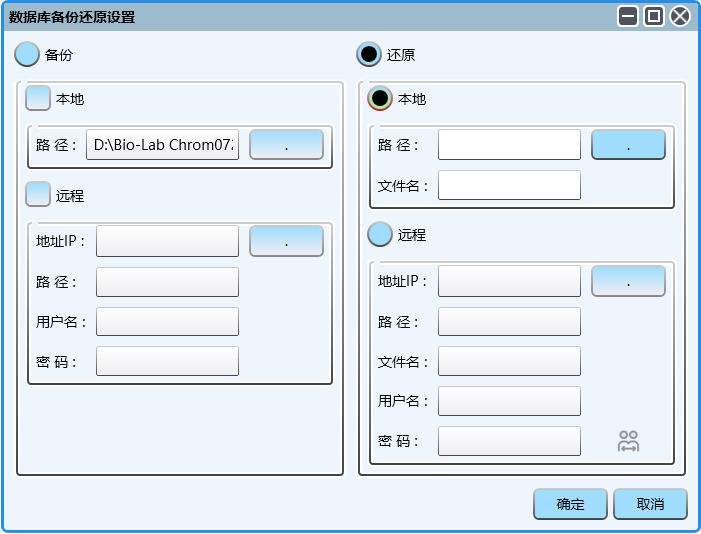 数据库备份还原设置
备份
本地
路 径： D:\Bio-Lab Chrom07 .
远程
地址IP： .
路 径：
用户名：
密 码：
还原
本地
路 径： .
文件名：
远程
地址IP： .
路 径：
文件名：
用户名：
密 码：
确定 取消